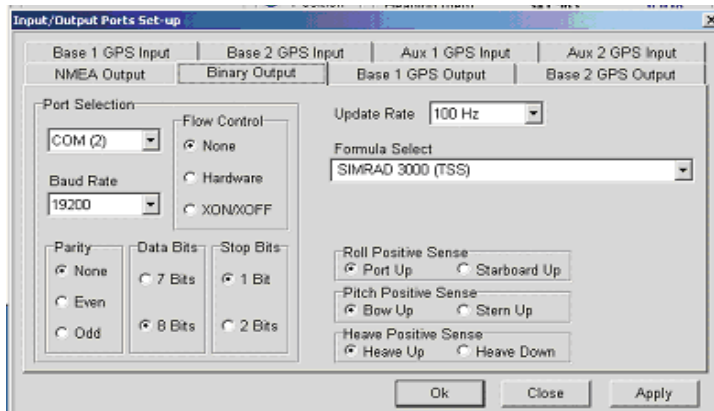 Input/Output Ports Set-up
Base 1 GPS Input
Base 2 GPS Input
Aux 1 GPS Input
Aux 2 GPS Input
NMEA Output
Binary Output
Base 1 GPS Output
Base 2 GPS Output
Port Selection
COM (2)
Baud Rate
19200
Flow Control
None
Hardware
XON/XOFF
Parity
None
Even
Odd
Data Bits
7 Bits
8 Bits
Stop Bits
1 Bit
2 Bits
Update Rate
100 Hz
Formula Select
SIMRAD 3000 (TSS)
Roll Positive Sense
Port Up
Starboard Up
Pitch Positive Sense
Bow Up
Stern Up
Heave Positive Sense
Heave Up
Heave Down
Ok
Close
Apply